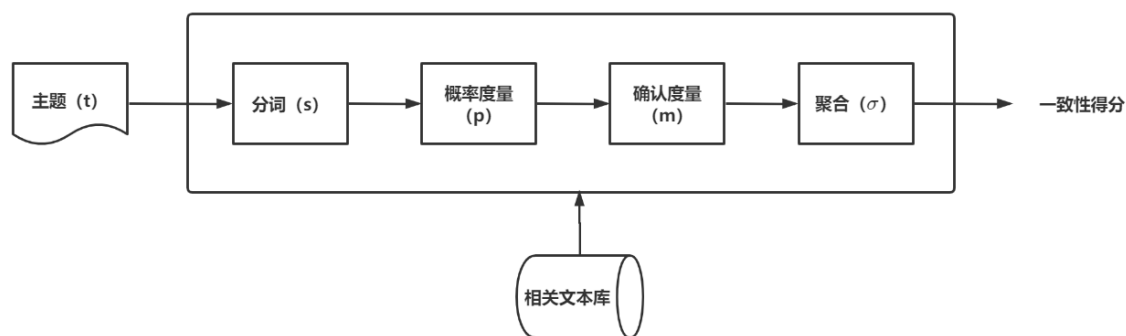 主题（t）
分词（s）
概率度量
（p）
确认度量
（m）
聚合（σ）
一致性得分
相关文本库